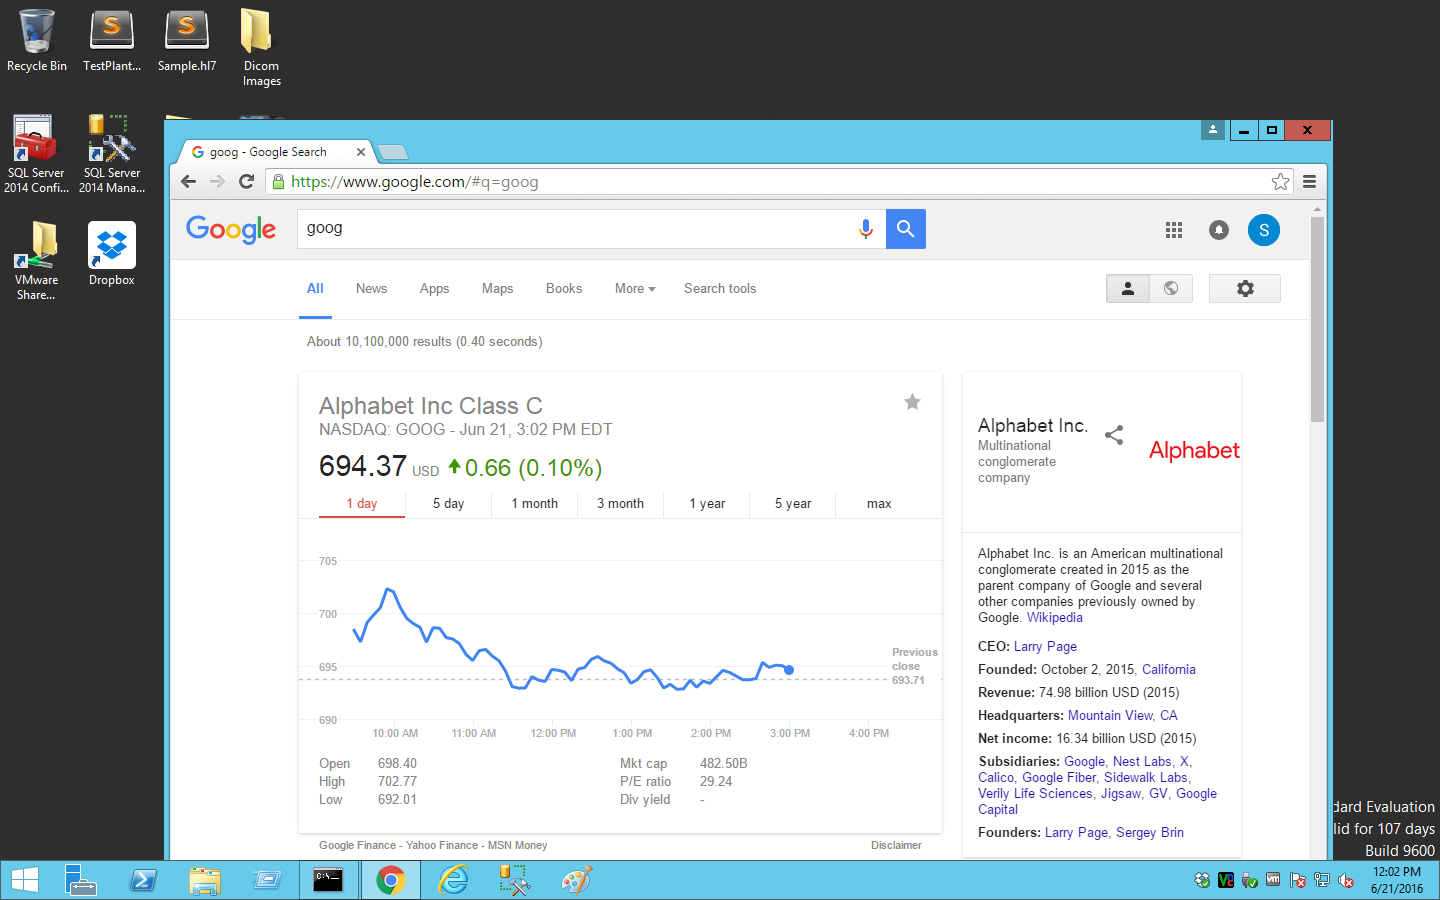 Recycle Bin
TestPlant...
Sample.hl7
Dicom
Images
SQL Server
2014 Confi...
SQL Server
2014 Mana...
VMware
Share...
Dropbox
goog - Google Search
https://www.google.com/#q=goog
Google
goog
S
All
News
Apps
Maps
Books
More
Search tools
About 10,100,000 results (0.40 seconds)
Alphabet Inc Class C
NASDAQ: GOOG - Jun 21, 3:02 PM EDT
694.37 USD 0.66 (0.10%)
1 day
5 day
1 month
3 month
1 year
5 year
max
705
700
695
690
Previous
close
693.71
10:00 AM
11:00 AM
12:00 PM
1:00 PM
2:00 PM
3:00 PM
4:00 PM
Open 698.40
High 702.77
Low 692.01
Mkt cap 482.50B
P/E ratio 29.24
Div yield -
Google Finance - Yahoo Finance - MSN Money
Disclaimer
Alphabet Inc.
Multinational
conglomerate
company
Alphabet
Alphabet Inc. is an American multinational
conglomerate created in 2015 as the
parent company of Google and several
other companies previously owned by
Google. Wikipedia
CEO: Larry Page
Founded: October 2, 2015, California
Revenue: 74.98 billion USD (2015)
Headquarters: Mountain View, CA
Net income: 16.34 billion USD (2015)
Subsidiaries: Google, Nest Labs, X,
Calico, Google Fiber, Sidewalk Labs,
Verily Life Sciences, Jigsaw, GV, Google
Capital
Founders: Larry Page, Sergey Brin
dard Evaluation
lid for 107 days
Build 9600
12:02 PM
6/21/2016